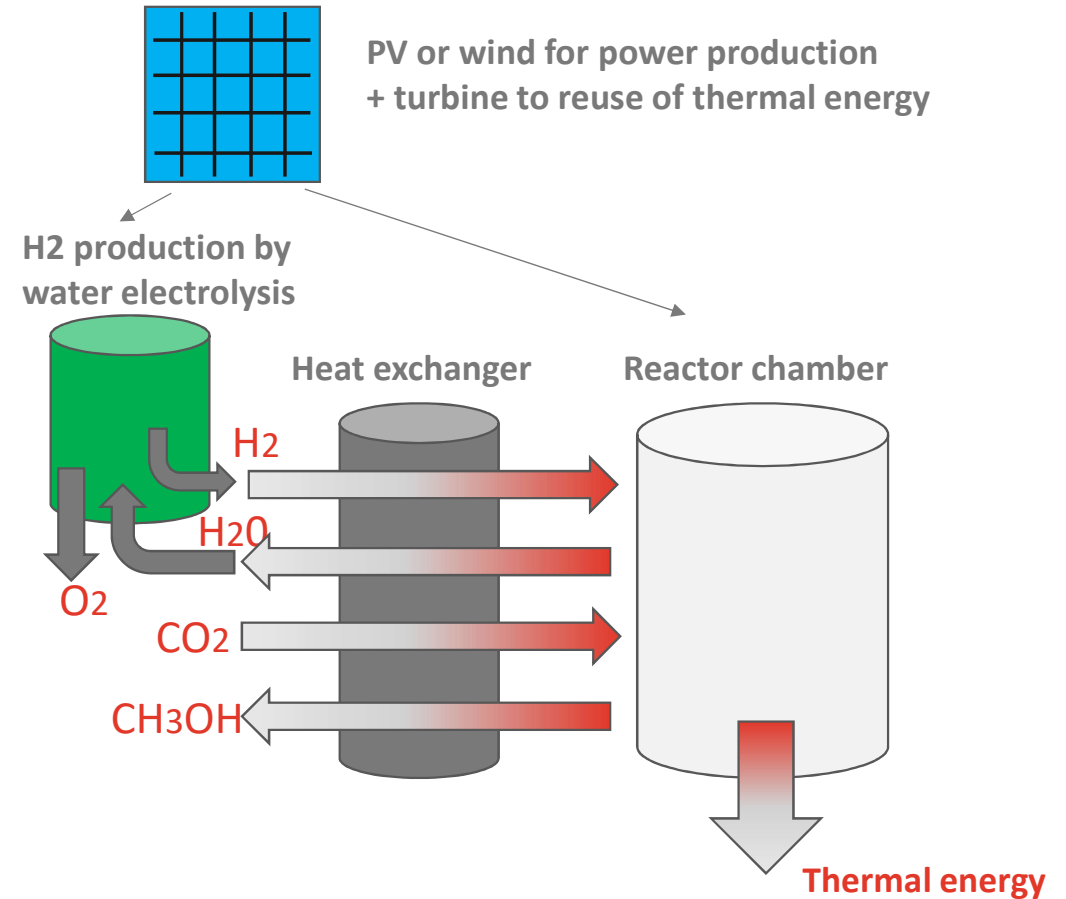 PV or wind for power production
+ turbine to reuse of thermal energy
H2 production by
water electrolysis
Heat exchanger
Reactor chamber
H2
H20
O2
CO2
CH3OH
Thermal energy